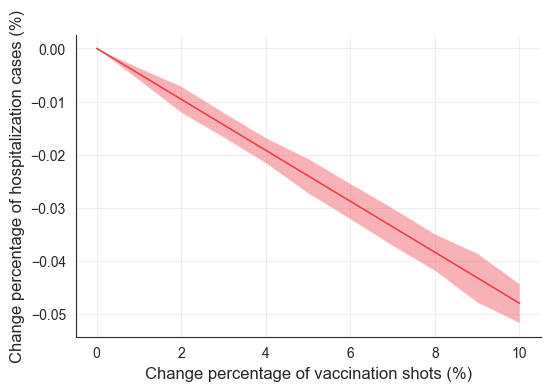 Change percentage of hospitalization cases (%)
0.00
−0.01
−0.02
−0.03
−0.04
−0.05
0 2 4 6 8 10
Change percentage of vaccination shots (%)